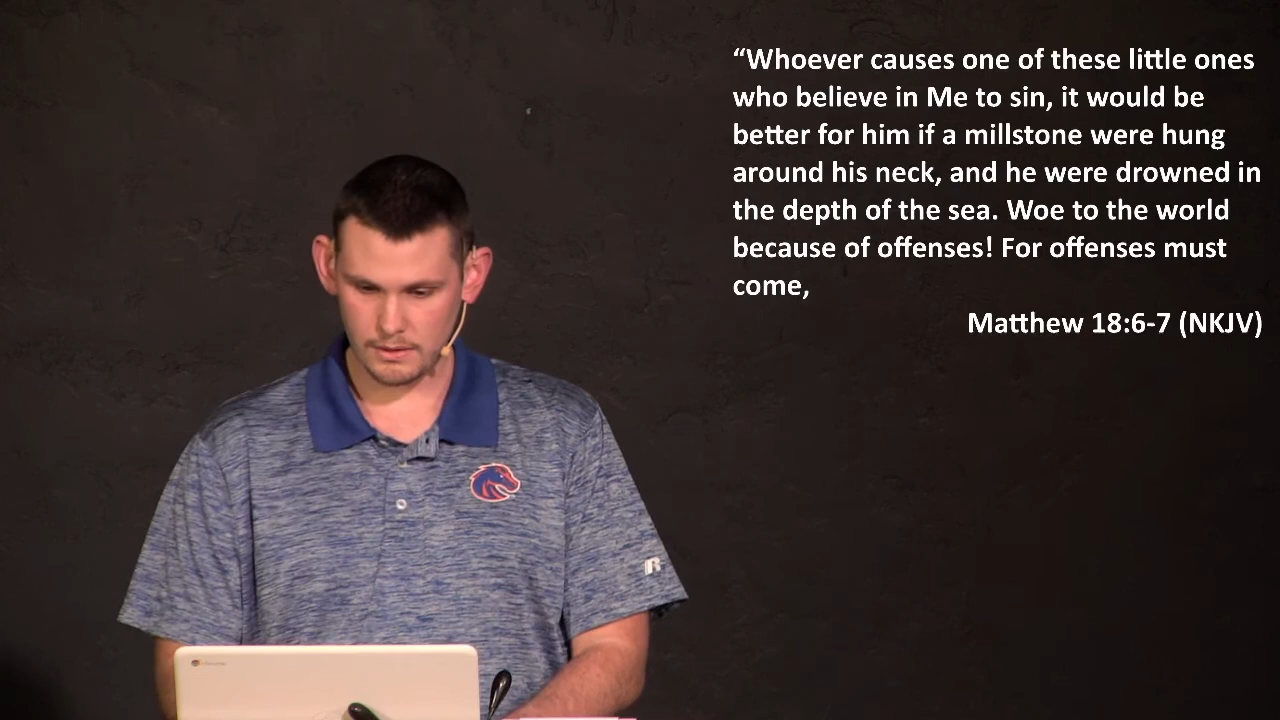 “Whoever causes one of these little ones
who believe in Me to sin, it would be
better for him if a millstone were hung
around his neck, and he were drowned in
the depth of the sea. Woe to the world
because of offenses! For offenses must
come,
Matthew 18:6-7 (NKJV)
R